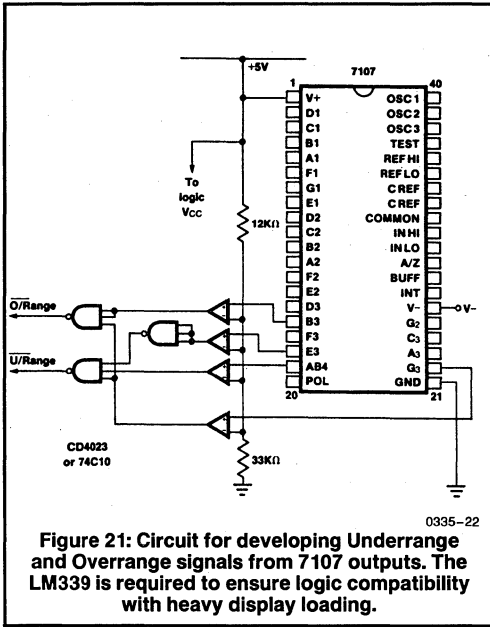 +5V
7107
1
40
V+
OSC 1
D1
OSC 2
C1
OSC 3
B1
TEST
A1
REF HI
F1
REF LO
G1
C REF
E1
C REF
D2
COMMON
C2
IN HI
B2
IN LO
A2
A/Z
F2
BUFF
E2
INT
D3
V−
V−
B3
G2
F3
C3
E3
A3
AB4
G3
POL
GND
20
21
To
logic
VCC
12KΩ
O/Range
U/Range
CD4023
or 74C10
33KΩ
0335–22
Figure 21: Circuit for developing Underrange
and Overrange signals from 7107 outputs. The
LM339 is required to ensure logic compatibility
with heavy display loading.